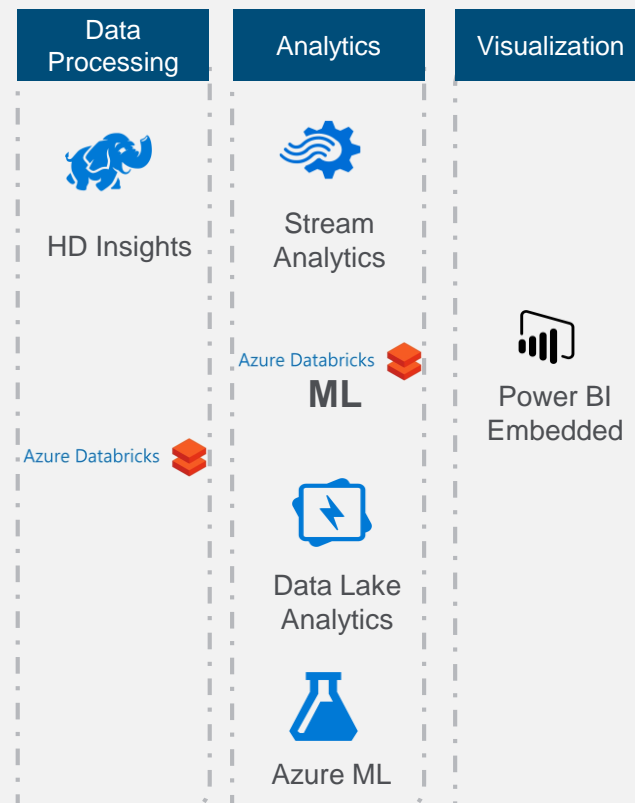 Data
Processing
Analytics
Visualization
HD Insights
Azure Databricks
Stream
Analytics
Azure Databricks
ML
Data Lake
Analytics
Azure ML
Power BI
Embedded